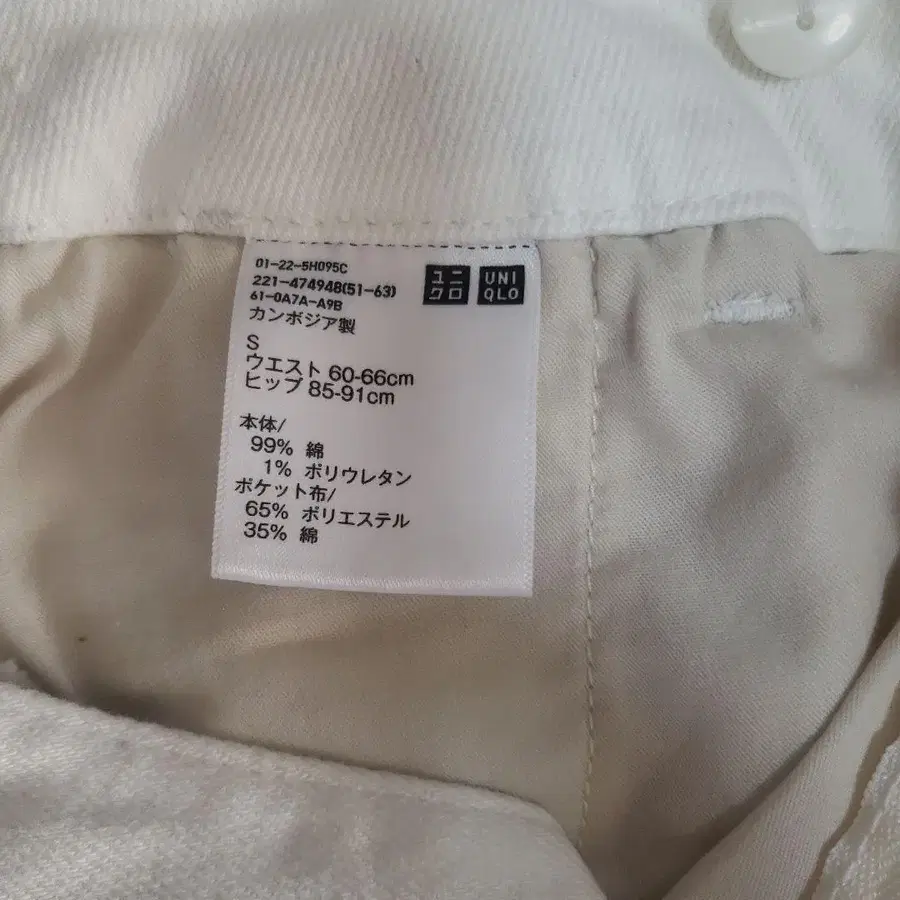 01-22-5H095C
221-474948(51-63)
61-0A7A-A9B
カンボジア製
ユニ
クロ
UNI
QLO
S
ウエスト 60-66cm
ヒップ 85-91cm
本体/
99% 綿
1% ポリウレタン
ポケット布/
65% ポリエステル
35% 綿